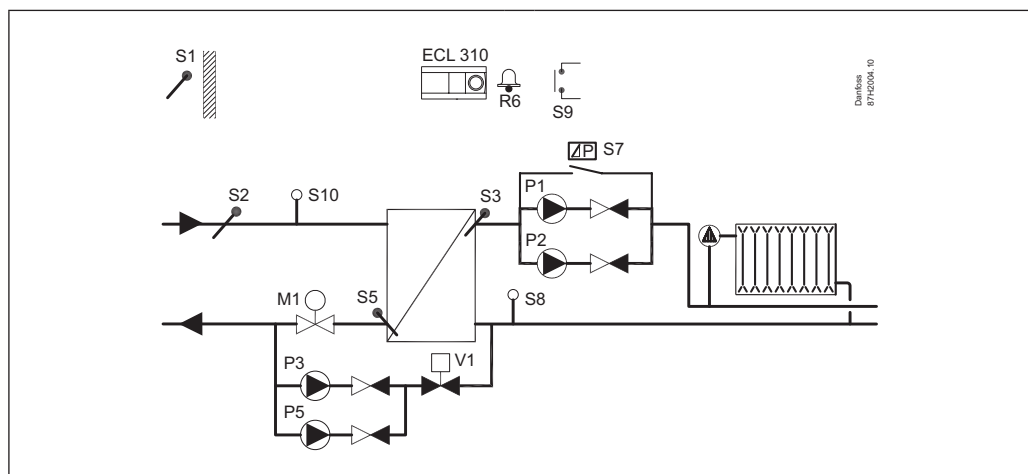 S1
ECL 310
R6
S9
Danfoss
87H2004.10
⊿P S7
S2
S10
S3
P1
P2
M1
S5
S8
P3
V1
P5